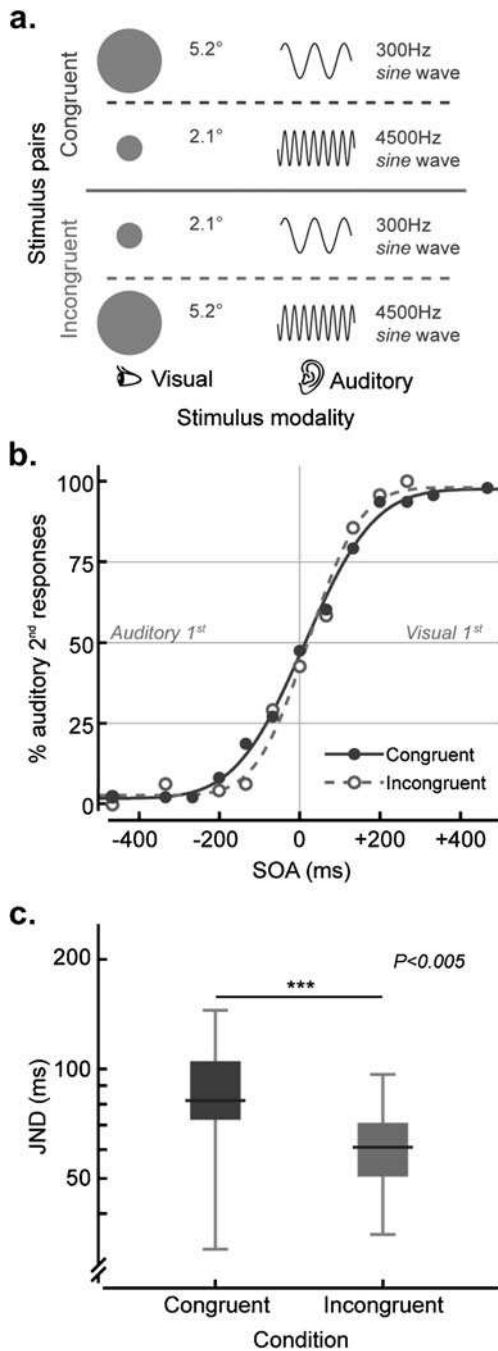 a.
Stimulus pairs
Congruent
5.2° 300Hz
sine wave
2.1° 4500Hz
sine wave
Incongruent
2.1° 300Hz
sine wave
5.2° 4500Hz
sine wave
Visual Auditory
Stimulus modality
b.
% auditory 2nd responses
100
75
50
25
0
Auditory 1st Visual 1st
Congruent
Incongruent
-400 -200 0 +200 +400
SOA (ms)
c.
P<0.005
***
JND (ms)
200
100
50
Congruent Incongruent
Condition